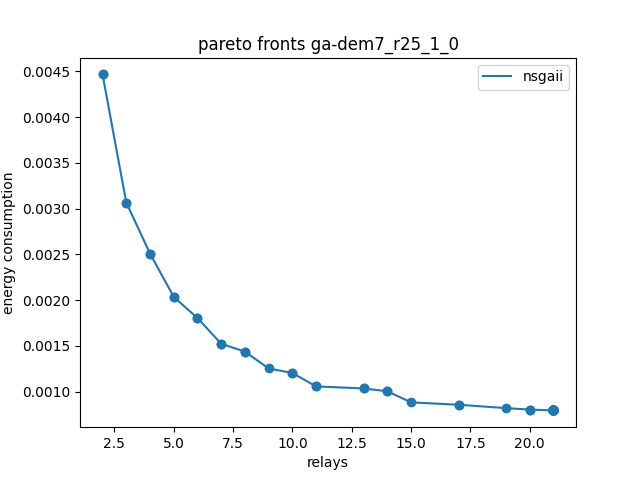 pareto fronts ga-dem7_r25_1_0
nsgaii
energy consumption
0.0045
0.0040
0.0035
0.0030
0.0025
0.0020
0.0015
0.0010
2.5 5.0 7.5 10.0 12.5 15.0 17.5 20.0
relays